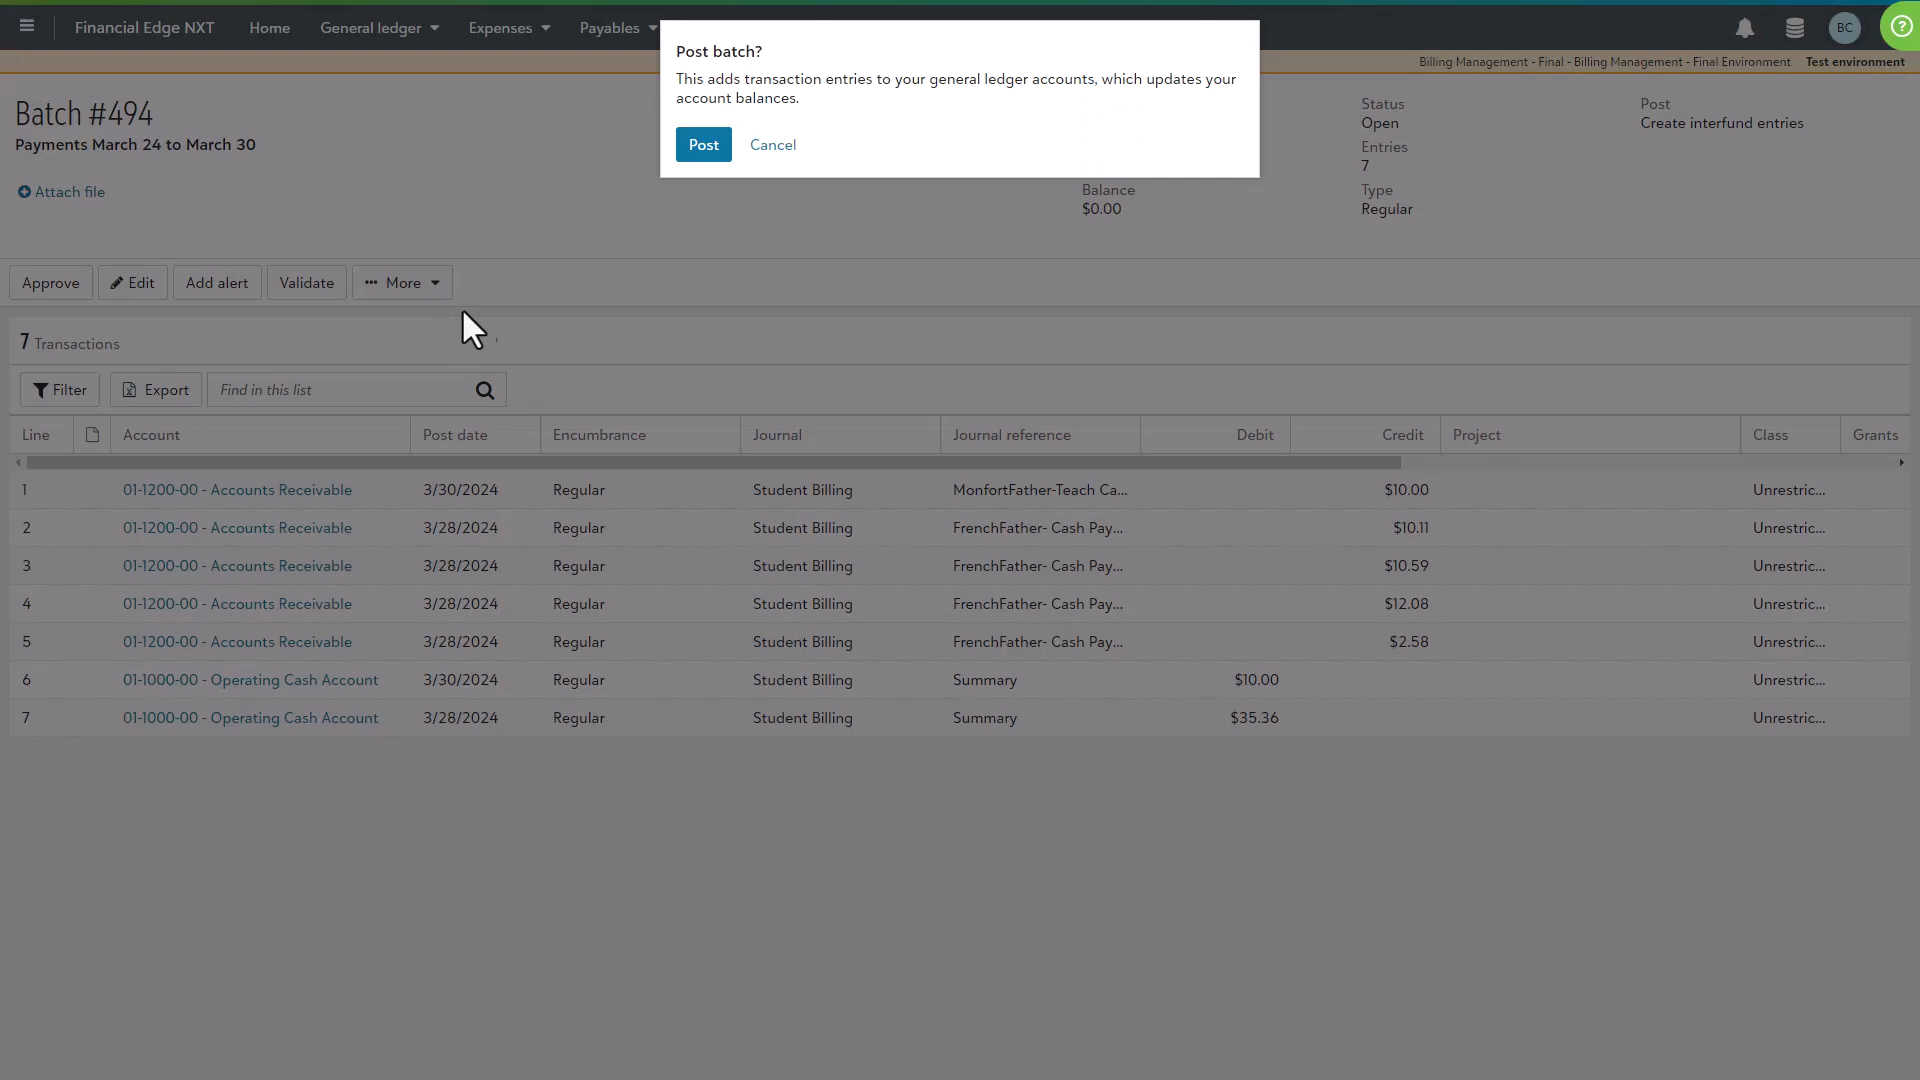 Financial Edge NXT Home General ledger Expenses Payables BC
Billing Management - Final - Billing Management - Final Environment Test environment
Post batch?
This adds transaction entries to your general ledger accounts, which updates your
account balances.
Post Cancel
Batch #494
Payments March 24 to March 30
Attach file
Balance
$0.00
Status
Open
Entries
7
Type
Regular
Post
Create interfund entries
Approve Edit Add alert Validate More
7 Transactions
Filter Export Find in this list
Line Account Post date Encumbrance Journal Journal reference Debit Credit Project Class Grants
1 01-1200-00 - Accounts Receivable 3/30/2024 Regular Student Billing MonfortFather-Teach Ca... $10.00 Unrestric...
2 01-1200-00 - Accounts Receivable 3/28/2024 Regular Student Billing FrenchFather- Cash Pay... $10.11 Unrestric...
3 01-1200-00 - Accounts Receivable 3/28/2024 Regular Student Billing FrenchFather- Cash Pay... $10.59 Unrestric...
4 01-1200-00 - Accounts Receivable 3/28/2024 Regular Student Billing FrenchFather- Cash Pay... $12.08 Unrestric...
5 01-1200-00 - Accounts Receivable 3/28/2024 Regular Student Billing FrenchFather- Cash Pay... $2.58 Unrestric...
6 01-1000-00 - Operating Cash Account 3/30/2024 Regular Student Billing Summary $10.00 Unrestric...
7 01-1000-00 - Operating Cash Account 3/28/2024 Regular Student Billing Summary $35.36 Unrestric...